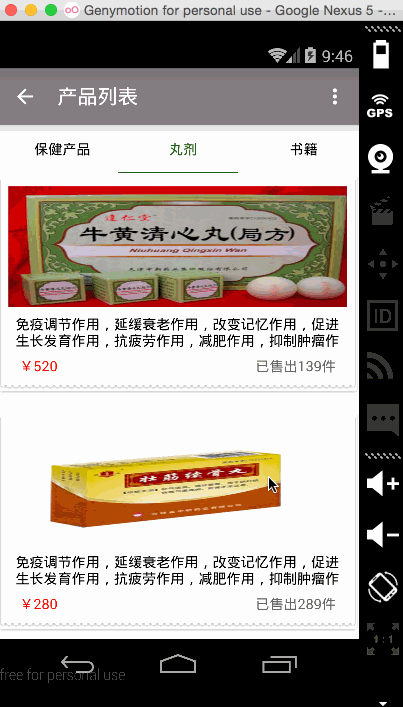 Genymotion for personal use - Google Nexus 5 -...
9:46
GPS
产品列表
保健产品 丸剂 书籍
ID
达仁堂
牛黄清心丸(局方)
Niuhuang Qingxin Wan
免疫调节作用，延缓衰老作用，改变记忆作用，促进
生长发育作用，抗疲劳作用，减肥作用，抑制肿瘤作
￥520 已售出139件
壮筋续骨丸
免疫调节作用，延缓衰老作用，改变记忆作用，促进
生长发育作用，抗疲劳作用，减肥作用，抑制肿瘤作
￥280 已售出289件
1:1
free for personal use